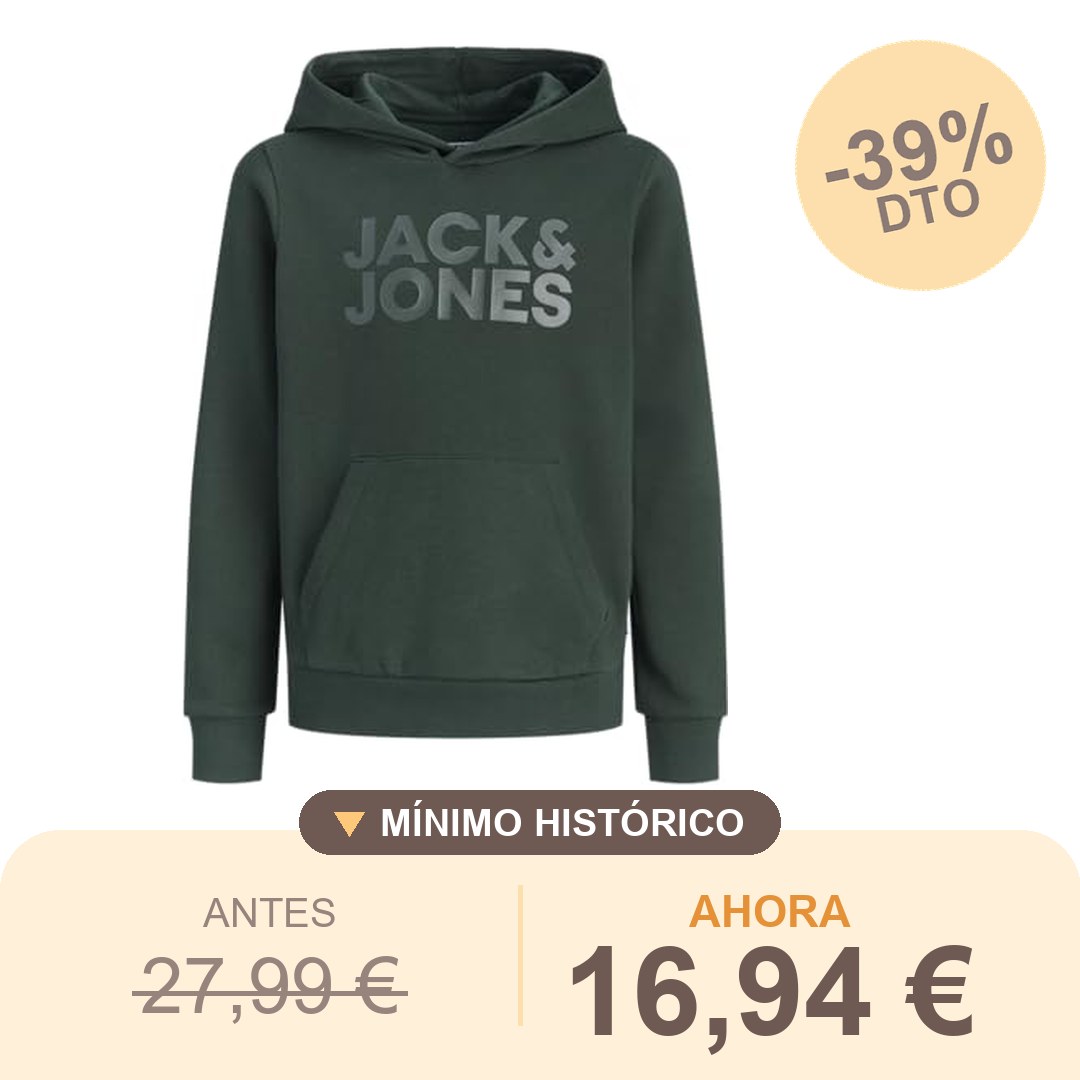 JACK&
JONES
-39%
DTO
MÍNIMO HISTÓRICO
ANTES
27,99 €
AHORA
16,94 €